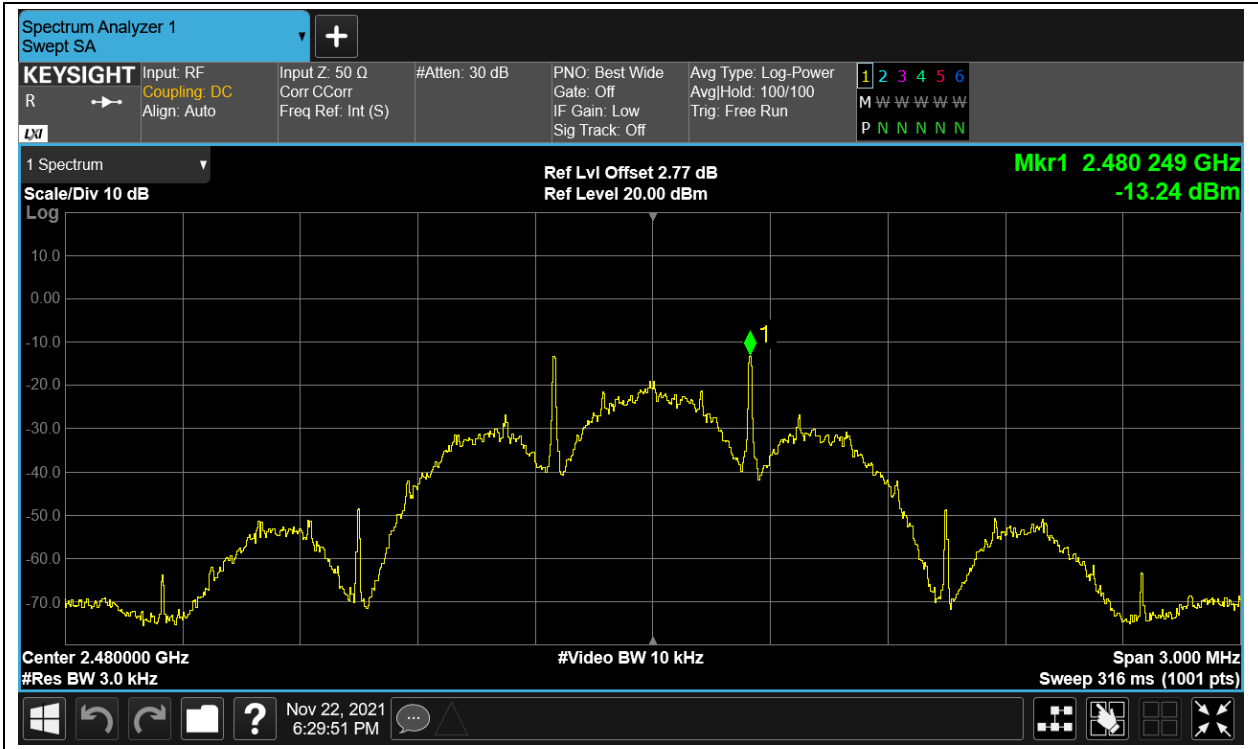 Spectrum Analyzer 1
Swept SA
+
KEYSIGHT
R
LXI
Input: RF
Coupling: DC
Align: Auto
Input Z: 50 Ω
Corr CCorr
Freq Ref: Int (S)
#Atten: 30 dB
PNO: Best Wide
Gate: Off
IF Gain: Low
Sig Track: Off
Avg Type: Log-Power
Avg|Hold: 100/100
Trig: Free Run
1 2 3 4 5 6
M W W W W W
P N N N N N
1 Spectrum
Scale/Div 10 dB
Log
Ref Lvl Offset 2.77 dB
Ref Level 20.00 dBm
Mkr1 2.480 249 GHz
-13.24 dBm
10.0
0.00
-10.0
-20.0
-30.0
-40.0
-50.0
-60.0
-70.0
1
Center 2.480000 GHz
#Res BW 3.0 kHz
#Video BW 10 kHz
Span 3.000 MHz
Sweep 316 ms (1001 pts)
?
Nov 22, 2021
6:29:51 PM